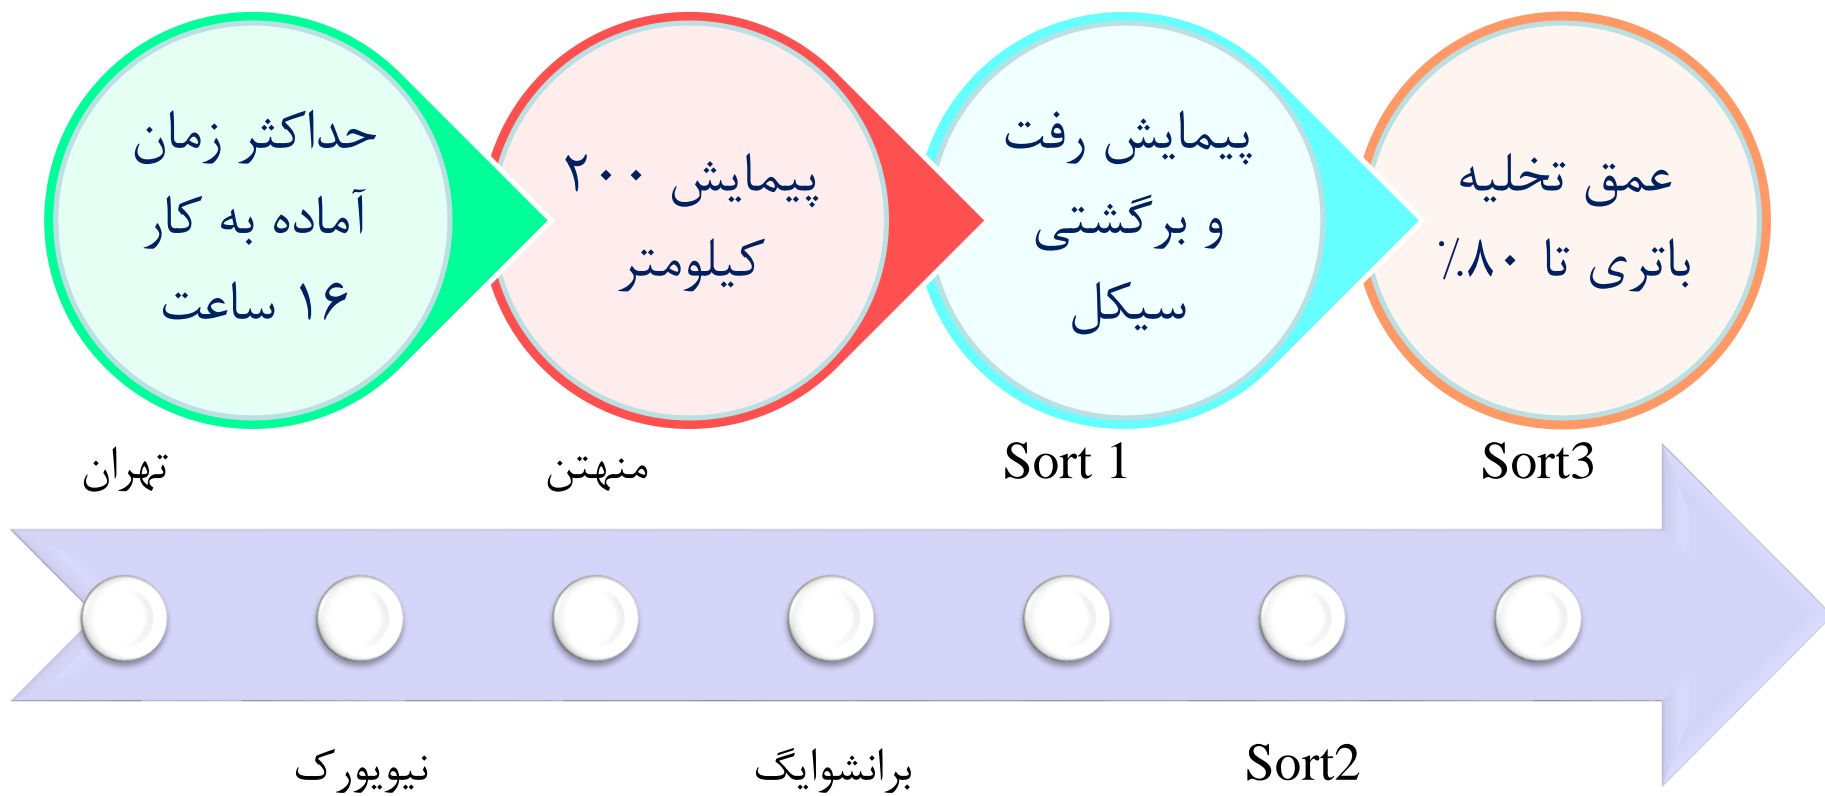 حداکثر زمان
آماده به کار
۱۶ ساعت
پیمایش ۲۰۰
کیلومتر
پیمایش رفت
و برگشتی
سیکل
عمق تخلیه
باتری تا ۸۰٪
تهران
منهتن
Sort 1
Sort3
نیویورک
برانشوایگ
Sort2